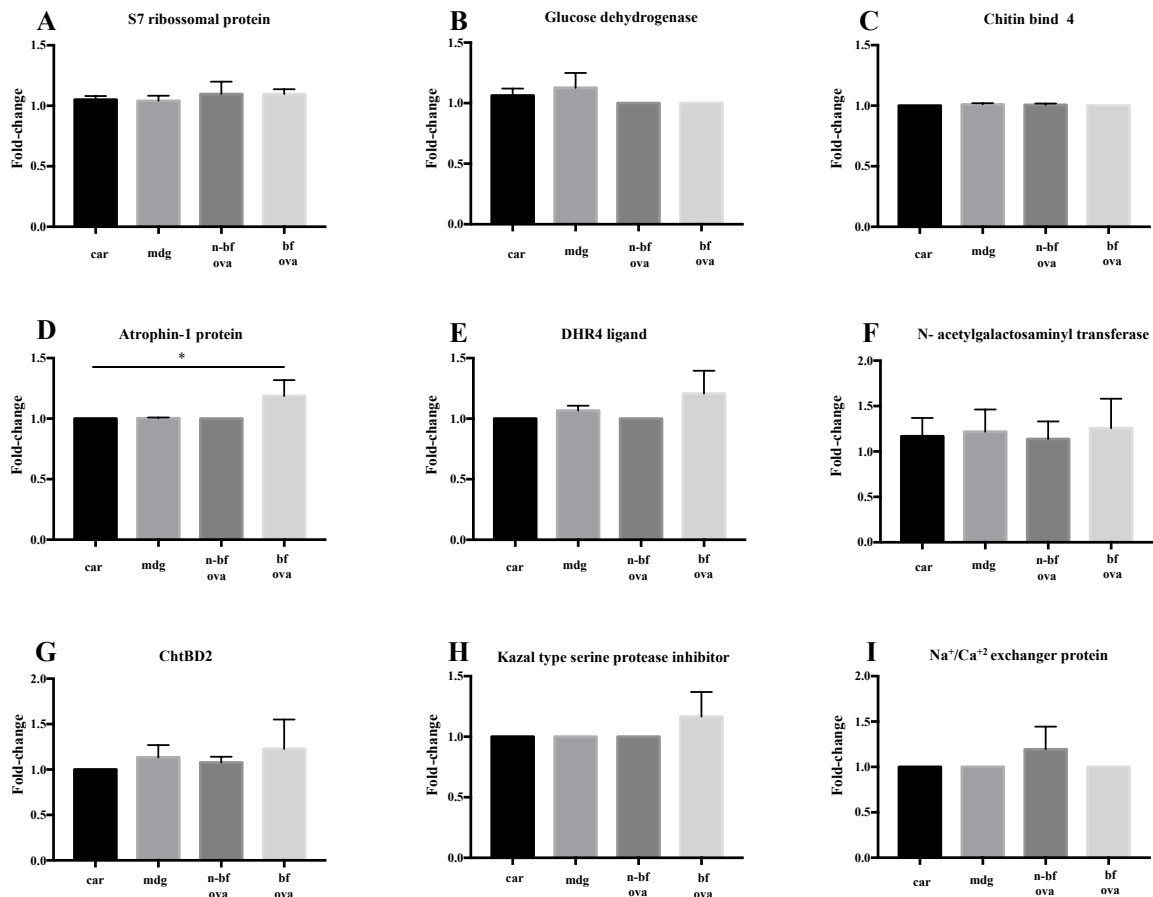 A S7 ribossomal protein
Fold-change
1.5
1.0
0.5
0.0
car mdg n-bf ova bf ova
B Glucose dehydrogenase
Fold-change
1.5
1.0
0.5
0.0
car mdg n-bf ova bf ova
C Chitin bind 4
Fold-change
1.5
1.0
0.5
0.0
car mdg n-bf ova bf ova
D Atrophin-1 protein
*
Fold-change
1.5
1.0
0.5
0.0
car mdg n-bf ova bf ova
E DHR4 ligand
Fold-change
1.5
1.0
0.5
0.0
car mdg n-bf ova bf ova
F N- acetylgalactosaminyl transferase
Fold-change
2.0
1.5
1.0
0.5
0.0
car mdg n-bf ova bf ova
G ChtBD2
Fold-change
2.0
1.5
1.0
0.5
0.0
car mdg n-bf ova bf ova
H Kazal type serine protease inhibitor
Fold-change
1.5
1.0
0.5
0.0
car mdg n-bf ova bf ova
I Na⁺/Ca⁺² exchanger protein
Fold-change
2.0
1.5
1.0
0.5
0.0
car mdg n-bf ova bf ova